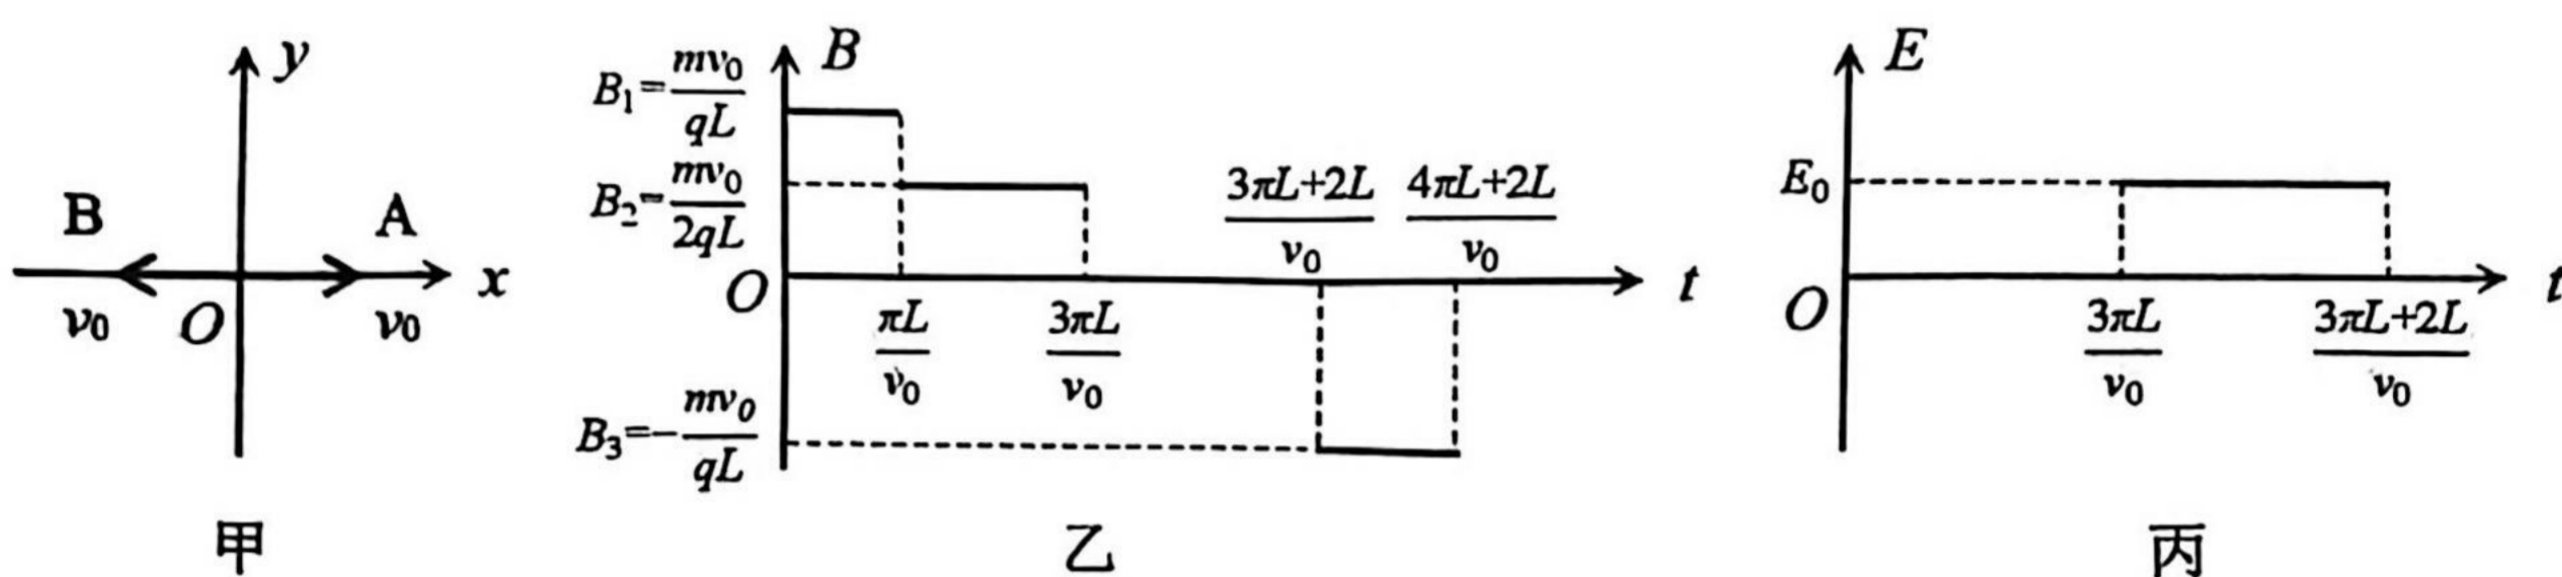 y
B
A
x
v₀
O
v₀
甲
B
B₁=mv₀/qL
B₂=mv₀/2qL
O
πL/v₀
3πL/v₀
(3πL+2L)/v₀
(4πL+2L)/v₀
t
B₃=-mv₀/qL
乙
E
E₀
O
3πL/v₀
(3πL+2L)/v₀
t
丙